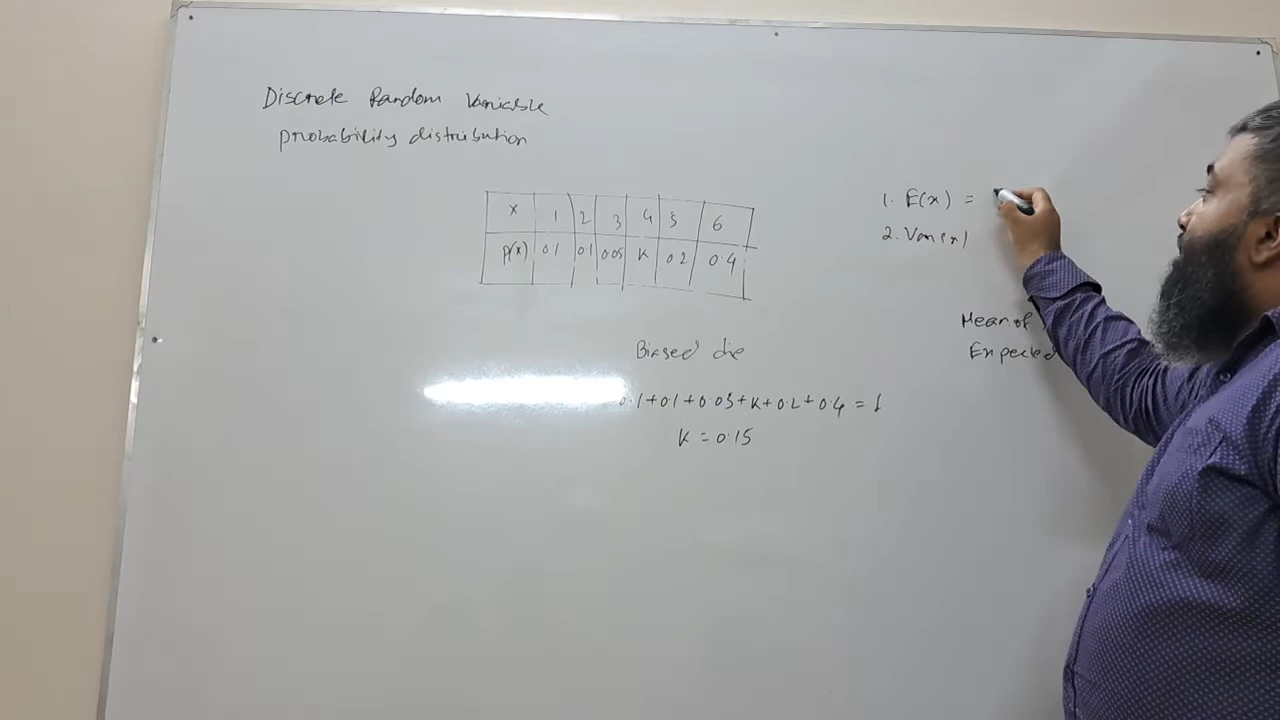 Discrete Random Variable
probability distribution
x 1 2 3 4 5 6
P(x) 0.1 0.1 0.05 K 0.2 0.4
1. E(x) =
2. Var(x)
Mean of
Expected
Biased die
0.1+0.1+0.05+K+0.2+0.4 = 1
K = 0.15